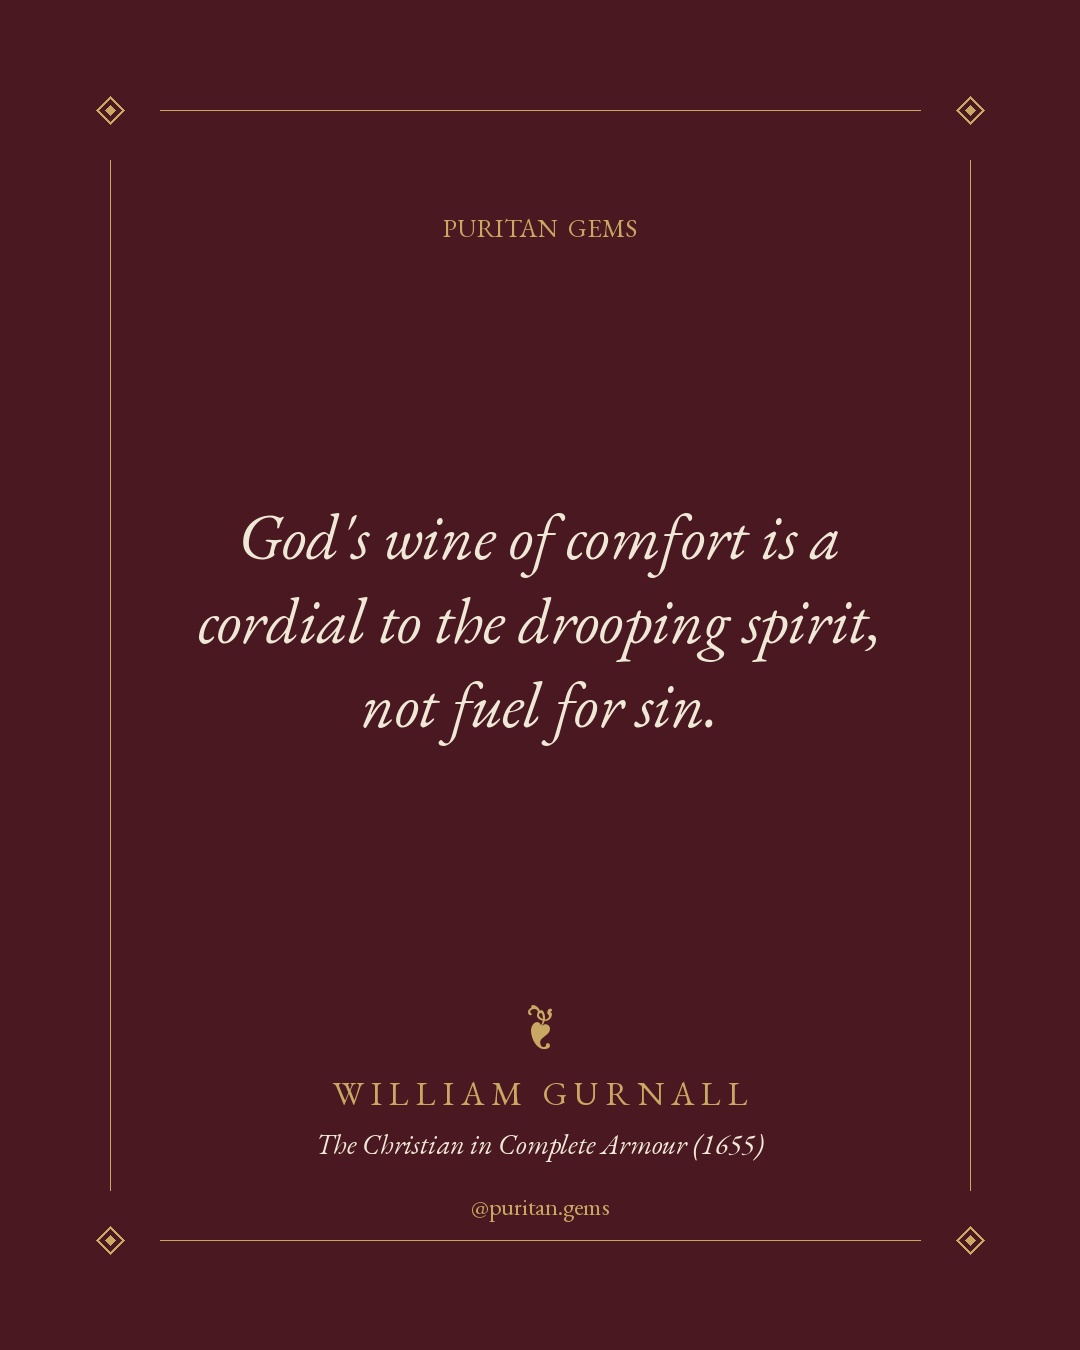 PURITAN GEMS
God's wine of comfort is a
cordial to the drooping spirit,
not fuel for sin.
WILLIAM GURNALL
The Christian in Complete Armour (1655)
@puritan.gems